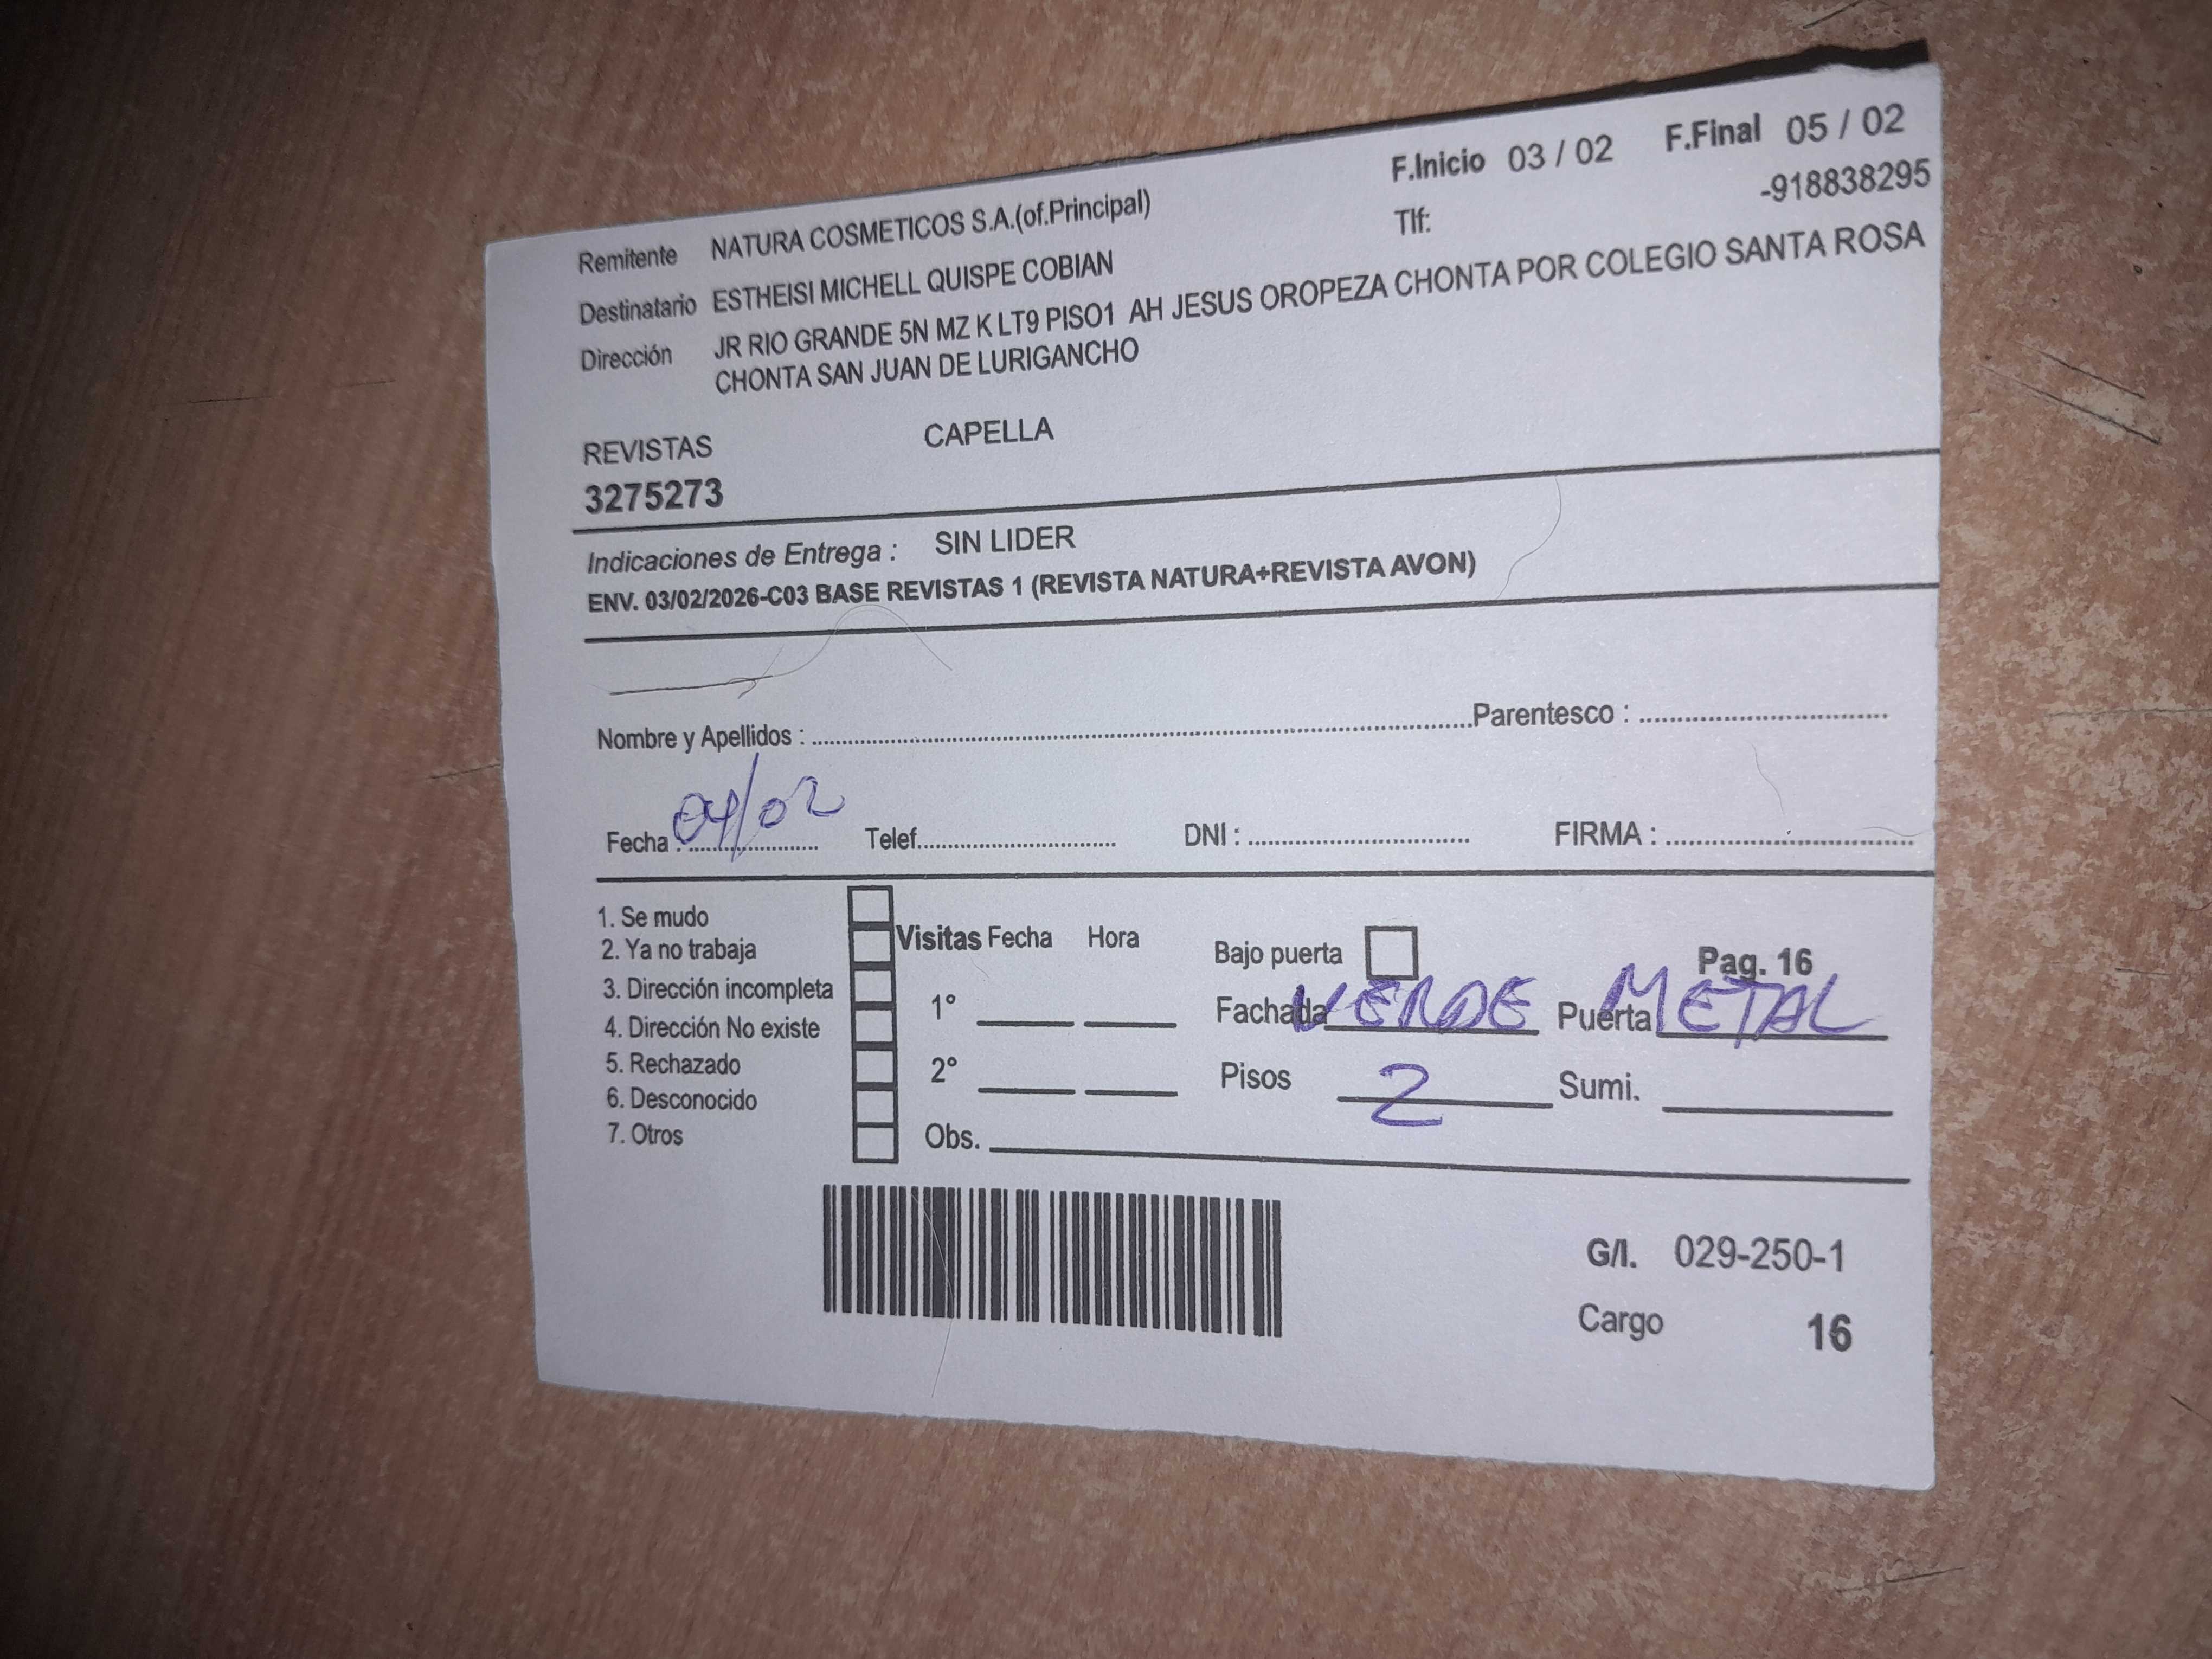 F.Inicio 03 / 02 F.Final 05 / 02
Remitente NATURA COSMETICOS S.A.(of.Principal) Tlf: -918838295
Destinatario ESTHEISI MICHELL QUISPE COBIAN
Dirección JR RIO GRANDE 5N MZ K LT9 PISO1 AH JESUS OROPEZA CHONTA POR COLEGIO SANTA ROSA
CHONTA SAN JUAN DE LURIGANCHO
REVISTAS CAPELLA
3275273
Indicaciones de Entrega : SIN LIDER
ENV. 03/02/2026-C03 BASE REVISTAS 1 (REVISTA NATURA+REVISTA AVON)
Nombre y Apellidos : Parentesco :
Fecha : 04/02 Telef. DNI : FIRMA :
1. Se mudo
2. Ya no trabaja
3. Dirección incompleta
4. Dirección No existe
5. Rechazado
6. Desconocido
7. Otros
Visitas Fecha Hora
1°
2°
Obs.
Bajo puerta Pag. 16
Fachada VERDE Puerta METAL
Pisos 2 Sumi.
G/I. 029-250-1
Cargo 16